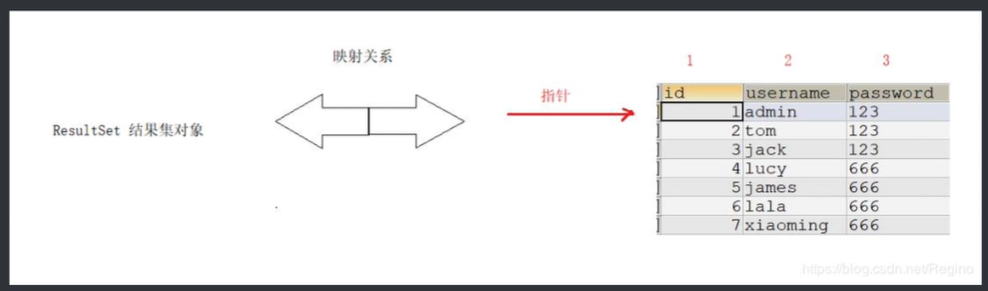 映射关系
ResultSet 结果集对象
指针
1 2 3
id username password
1 admin 123
2 tom 123
3 jack 123
4 lucy 666
5 james 666
6 lala 666
7 xiaoming 666
https://blog.csdn.net/Regino